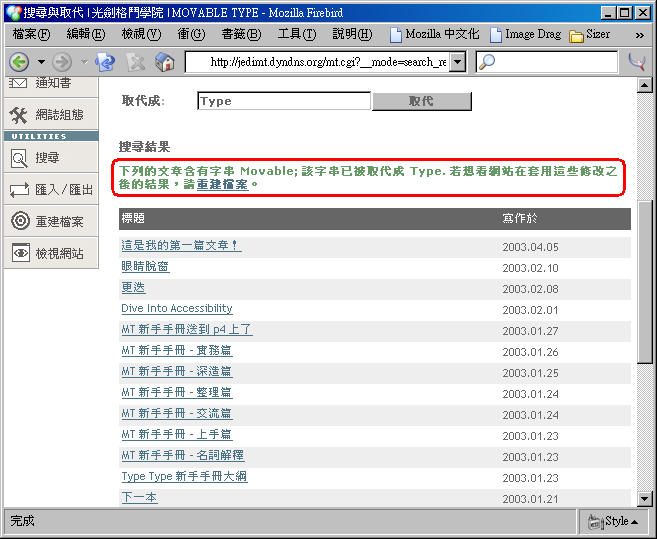 搜尋與取代 | 光劍格鬥學院 | MOVABLE TYPE - Mozilla Firebird
檔案(F) 編輯(E) 檢視(V) 衝(G) 書籤(B) 工具(T) 說明(H) Mozilla 中文化 Image Drag Sizer »
http://jedimt.dyndns.org/mt.cgi?__mode=search_re
通知書
網誌組態
UTILITIES
搜尋
匯入/匯出
重建檔案
檢視網站
取代成: Type 取代
搜尋結果
下列的文章含有字串 Movable; 該字串已被取代成 Type. 若想看網站在套用這些修改之
後的結果，請重建檔案。
標題 寫作於
這是我的第一篇文章！ 2003.04.05
眼睛脫窗 2003.02.10
更迭 2003.02.08
Dive Into Accessibility 2003.02.01
MT 新手手冊送到 p4 上了 2003.01.27
MT 新手手冊 - 實務篇 2003.01.26
MT 新手手冊 - 深造篇 2003.01.25
MT 新手手冊 - 整理篇 2003.01.24
MT 新手手冊 - 交流篇 2003.01.24
MT 新手手冊 - 上手篇 2003.01.23
MT 新手手冊 - 名詞解釋 2003.01.23
Type Type 新手手冊大綱 2003.01.23
下一本 2003.01.21
完成 Style